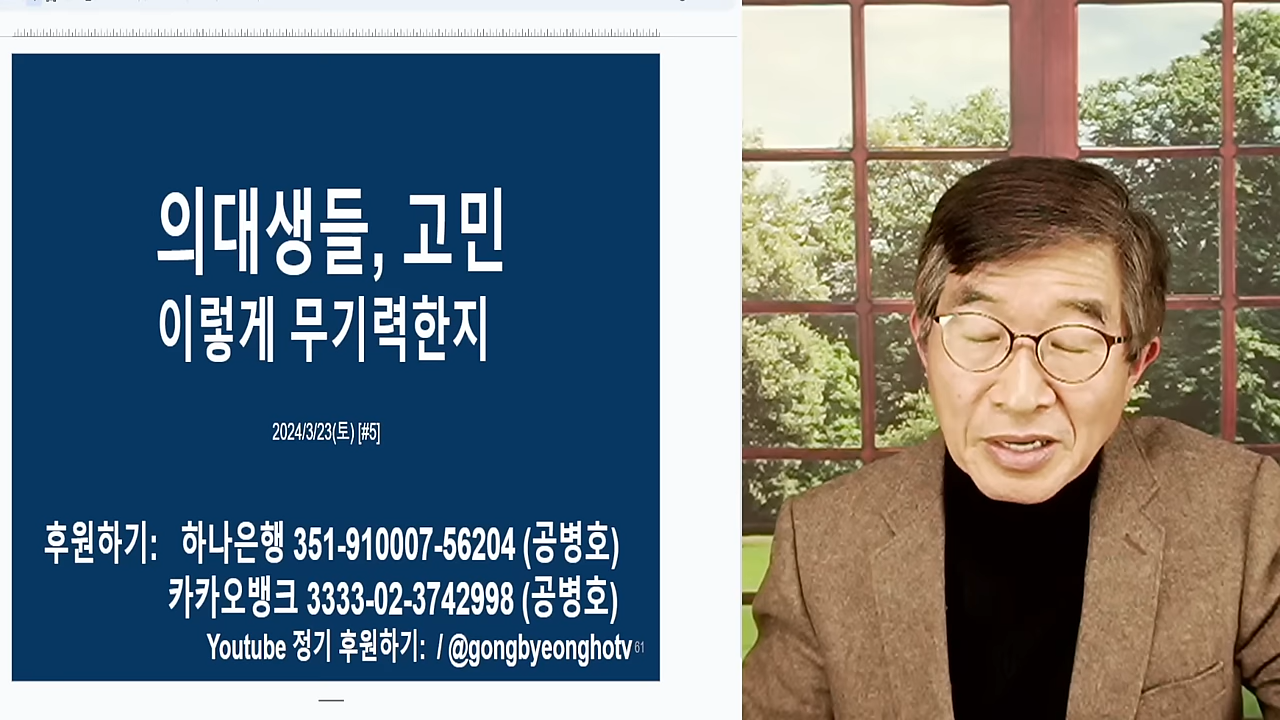 의대생들, 고민
이렇게 무기력한지
2024/3/23(토) [#5]
후원하기: 하나은행 351-910007-56204 (공병호)
카카오뱅크 3333-02-3742998 (공병호)
Youtube 정기 후원하기: / @gongbyeonghotv
61